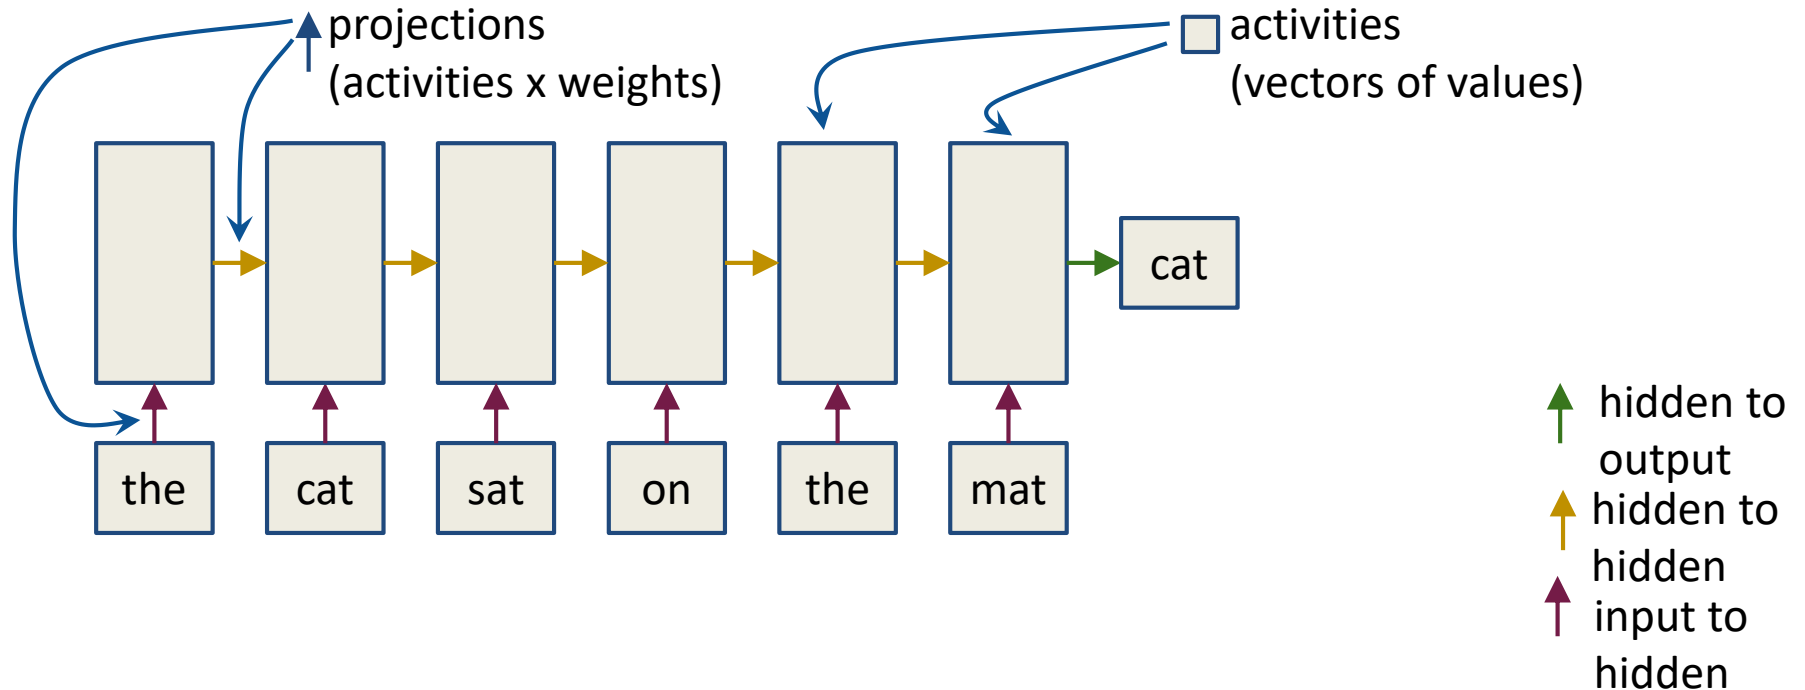 projections
(activities x weights)
activities
(vectors of values)
cat
the
cat
sat
on
the
mat
hidden to
output
hidden to
hidden
input to
hidden